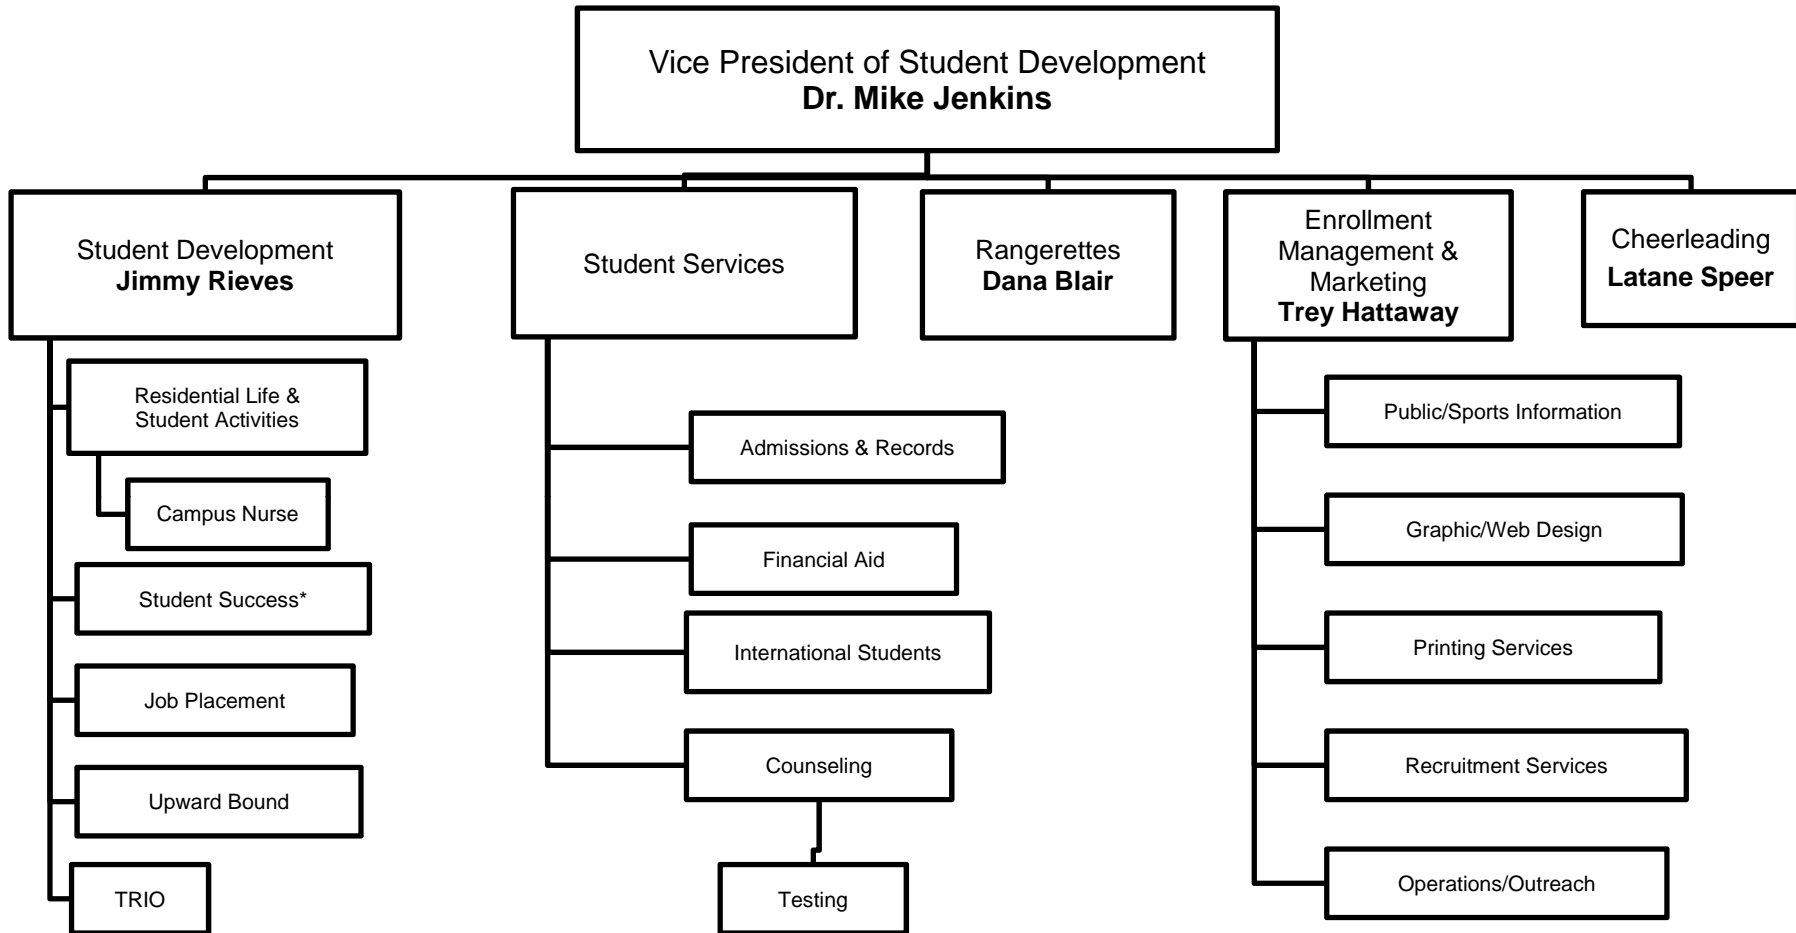 Vice President of Student Development
Dr. Mike Jenkins
Student Development
Jimmy Rieves
Student Services
Rangerettes
Dana Blair
Enrollment
Management &
Marketing
Trey Hattaway
Cheerleading
Latane Speer
Residential Life &
Student Activities
Campus Nurse
Student Success*
Job Placement
Upward Bound
TRIO
Admissions & Records
Financial Aid
International Students
Counseling
Testing
Public/Sports Information
Graphic/Web Design
Printing Services
Recruitment Services
Operations/Outreach